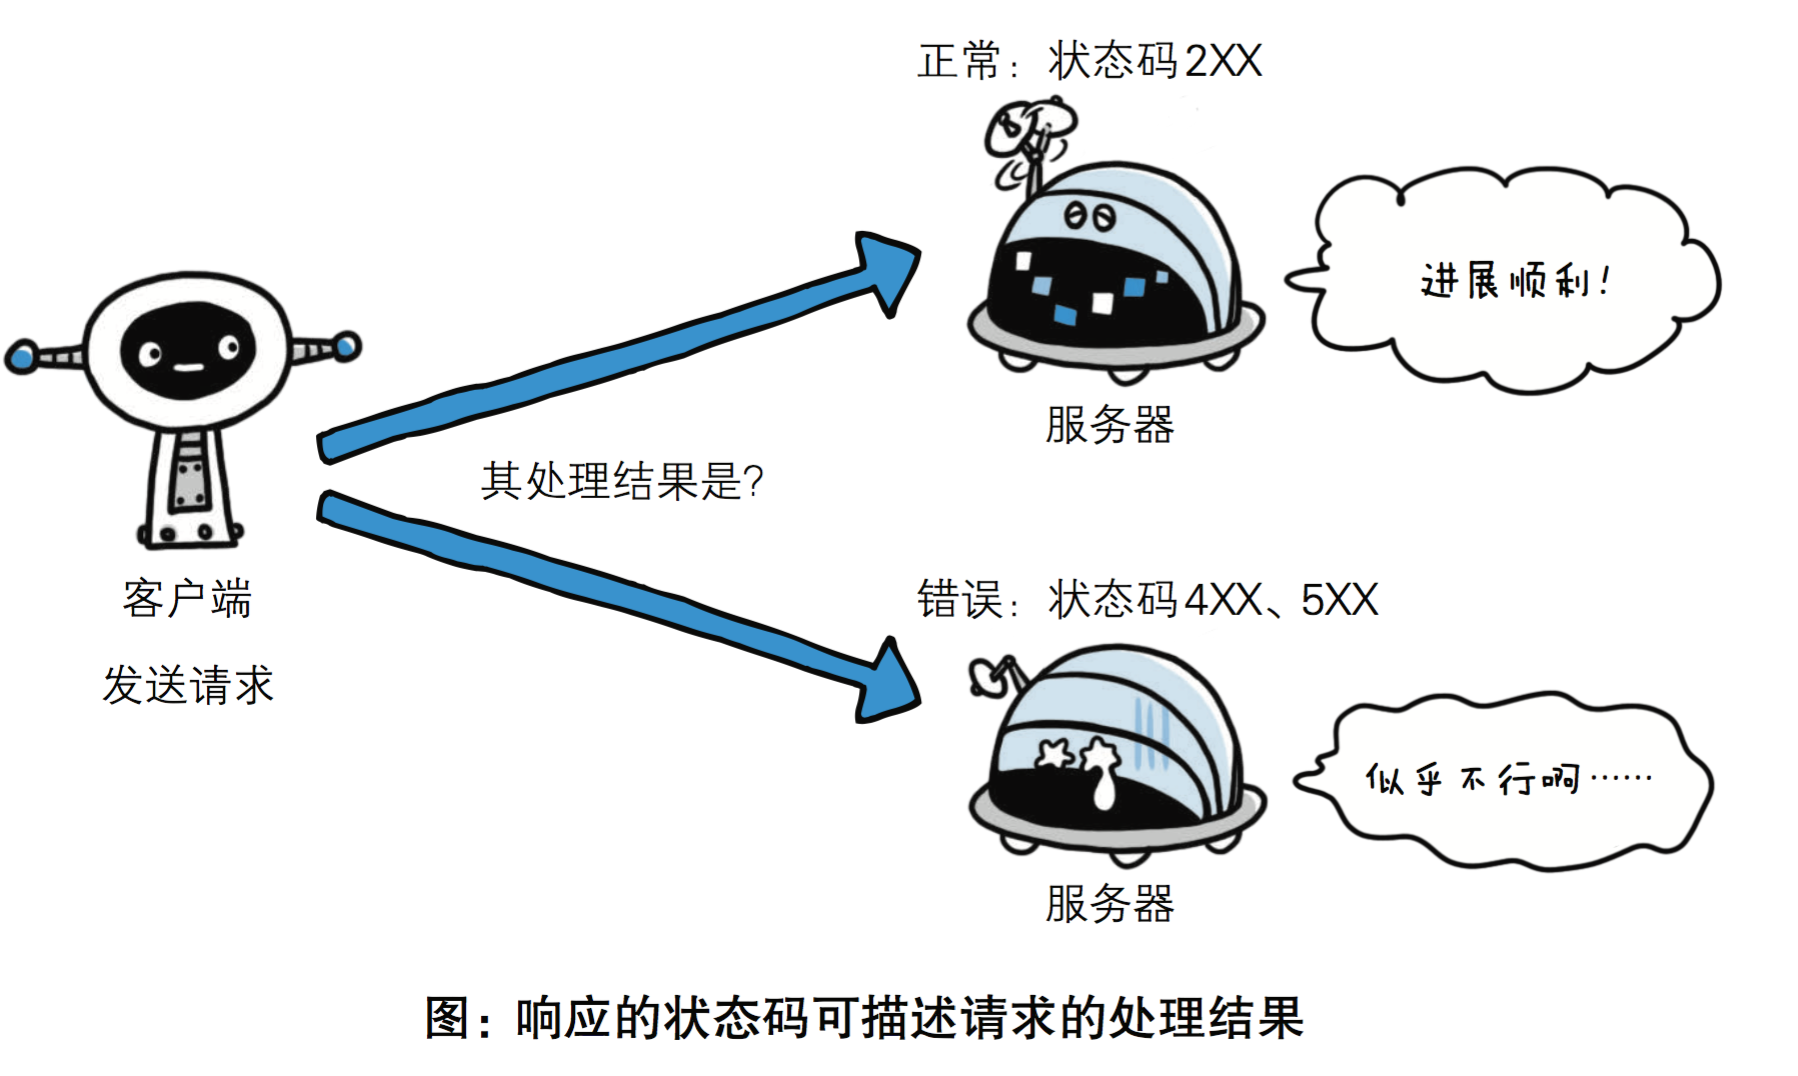 正常：状态码2XX
进展顺利！
服务器
其处理结果是？
客户端
发送请求
错误：状态码4XX、5XX
似乎不行啊……
服务器
图：响应的状态码可描述请求的处理结果